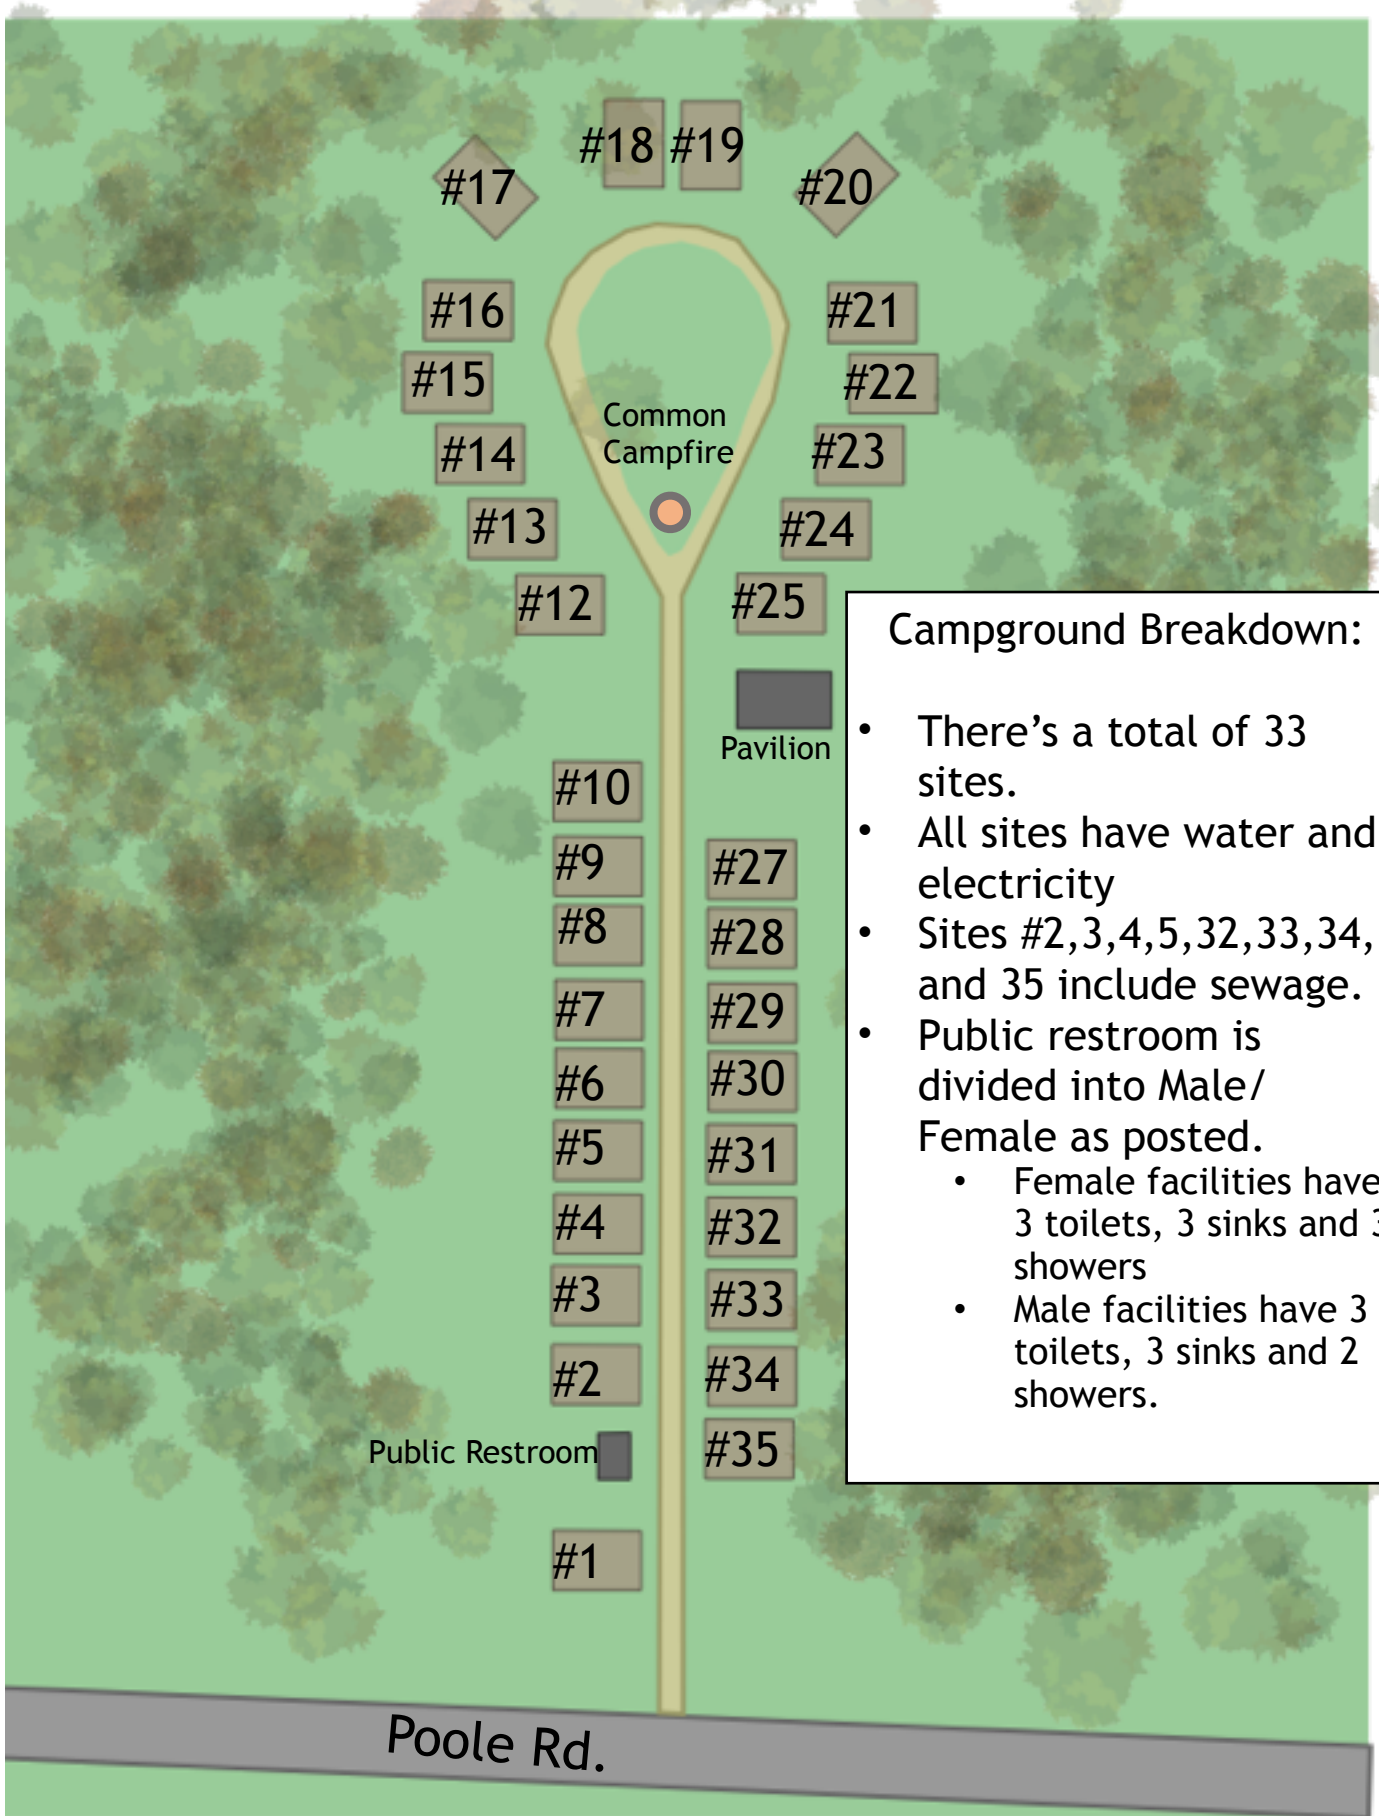 #18 #19
#17
#20
#16
#21
#15
#22
Common
Campfire
#14
#23
#13
#24
#12
#25
Campground Breakdown:
• There’s a total of 33
sites.
• All sites have water and
electricity
• Sites #2,3,4,5,32,33,34,
and 35 include sewage.
• Public restroom is
divided into Male/
Female as posted.
• Female facilities have
3 toilets, 3 sinks and 3
showers
• Male facilities have 3
toilets, 3 sinks and 2
showers.
Pavilion
#10
#9
#27
#8
#28
#7
#29
#6
#30
#5
#31
#4
#32
#3
#33
#2
#34
Public Restroom
#35
#1
Poole Rd.